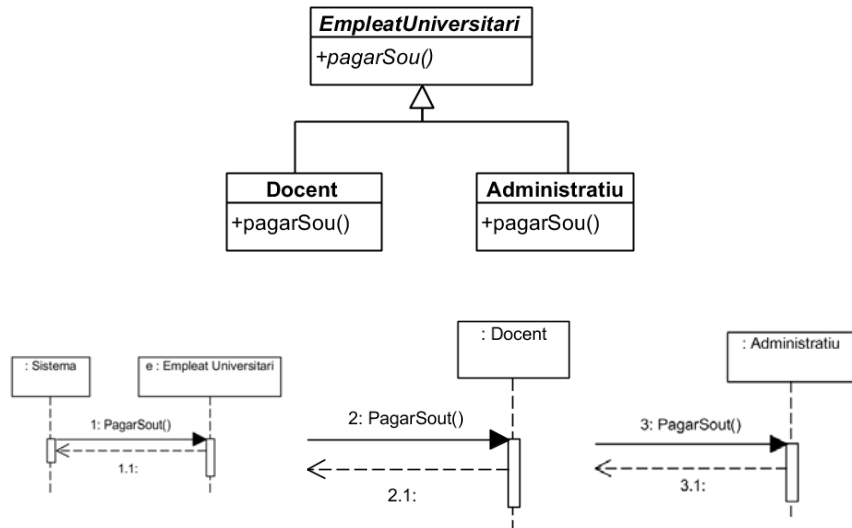 EmpleatUniversitari
+pagarSou()
Docent
+pagarSou()
Administratiu
+pagarSou()
: Sistema
e : Empleat Universitari
1: PagarSout()
1.1:
: Docent
2: PagarSout()
2.1:
: Administratiu
3: PagarSout()
3.1: